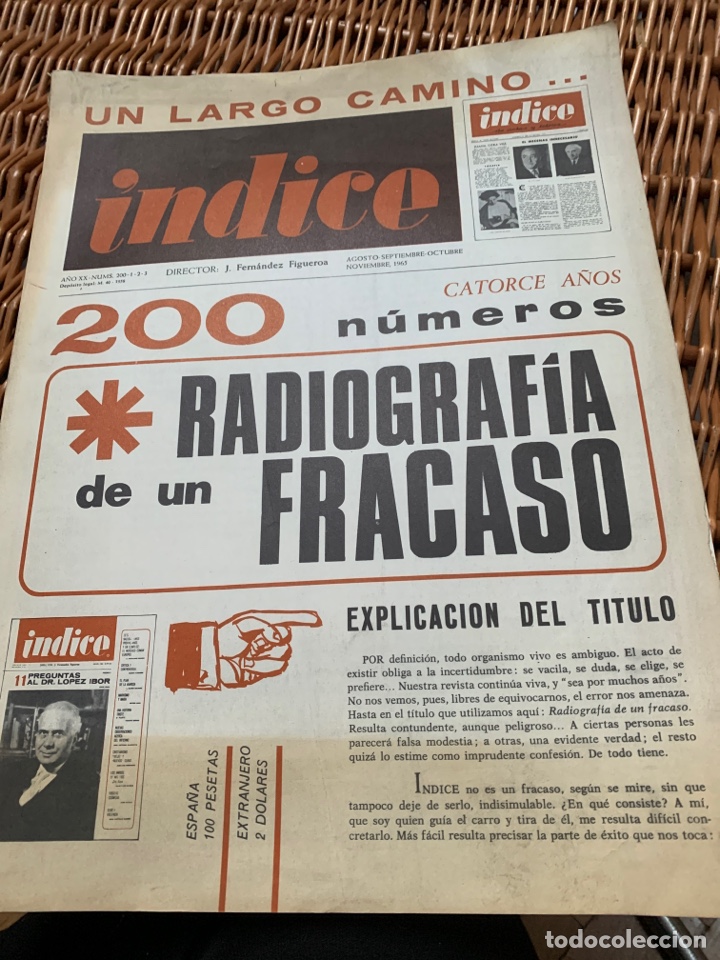 UN LARGO CAMINO...
indice
indice
AÑO XX - NUMS. 200-1-2-3
Depósito legal: M. 40 - 1958
DIRECTOR: J. Fernández Figueroa
AGOSTO-SEPTIEMBRE-OCTUBRE
NOVIEMBRE, 1965
CATORCE AÑOS
200 números
* RADIOGRAFÍA
de un FRACASO
indice
11 PREGUNTAS
AL DR. LOPEZ IBOR
ESPAÑA
100 PESETAS
EXTRANJERO
2 DOLARES
EXPLICACION DEL TITULO
POR definición, todo organismo vivo es ambiguo. El acto de
existir obliga a la incertidumbre: se vacila, se duda, se elige, se
prefiere... Nuestra revista continúa viva, y "sea por muchos años".
No nos vemos, pues, libres de equivocarnos, el error nos amenaza.
Hasta en el título que utilizamos aquí: Radiografía de un fracaso.
Resulta contundente, aunque peligroso... A ciertas personas les
parecerá falsa modestia; a otras, una evidente verdad; el resto
quizá lo estime como imprudente confesión. De todo tiene.
INDICE no es un fracaso, según se mire, sin que
tampoco deje de serlo, indisimulable. ¿En qué consiste? A mí,
que soy quien guía el carro y tira de él, me resulta difícil con-
cretarlo. Más fácil resulta precisar la parte de éxito que nos toca:
todocoleccion.net